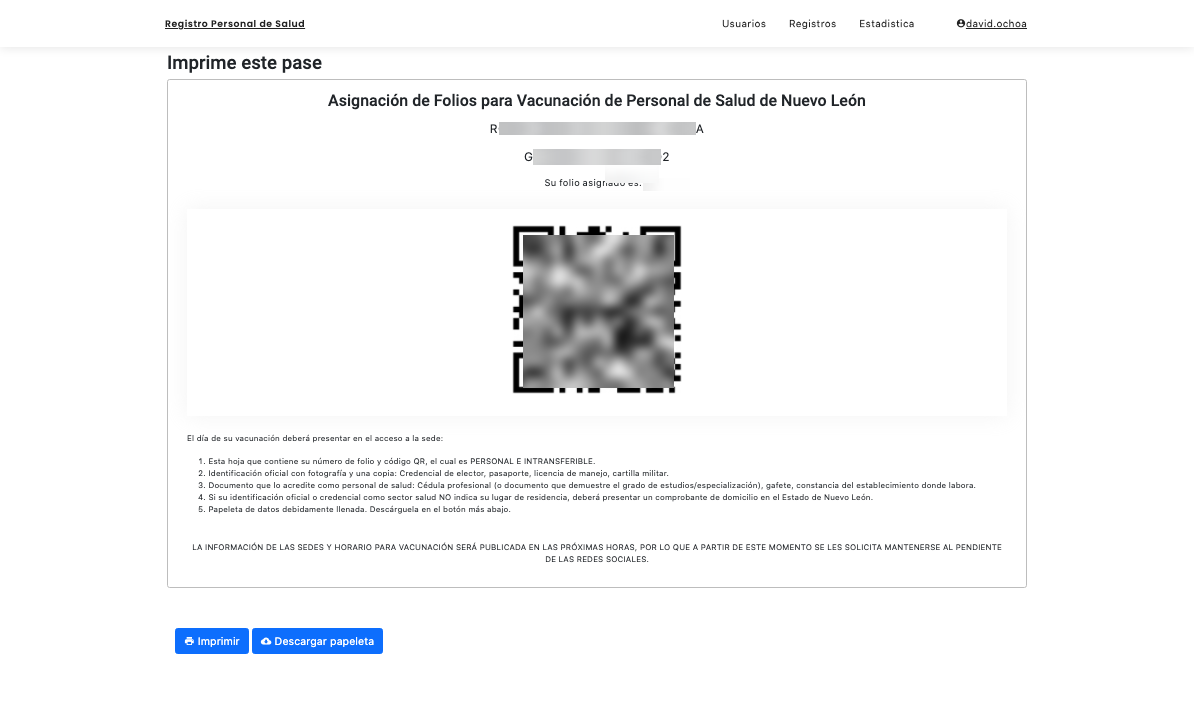 Registro Personal de Salud
Usuarios Registros Estadistica david.ochoa
Imprime este pase
Asignación de Folios para Vacunación de Personal de Salud de Nuevo León
R A
G 2
Su folio asignado es:
El día de su vacunación deberá presentar en el acceso a la sede:
1. Esta hoja que contiene su número de folio y código QR, el cual es PERSONAL E INTRANSFERIBLE.
2. Identificación oficial con fotografía y una copia: Credencial de elector, pasaporte, licencia de manejo, cartilla militar.
3. Documento que lo acredite como personal de salud: Cédula profesional (o documento que demuestre el grado de estudios/especialización), gafete, constancia del establecimiento donde labora.
4. Si su identificación oficial o credencial como sector salud NO indica su lugar de residencia, deberá presentar un comprobante de domicilio en el Estado de Nuevo León.
5. Papeleta de datos debidamente llenada. Descárguela en el botón más abajo.
LA INFORMACIÓN DE LAS SEDES Y HORARIO PARA VACUNACIÓN SERÁ PUBLICADA EN LAS PRÓXIMAS HORAS, POR LO QUE A PARTIR DE ESTE MOMENTO SE LES SOLICITA MANTENERSE AL PENDIENTE
DE LAS REDES SOCIALES.
Imprimir Descargar papeleta